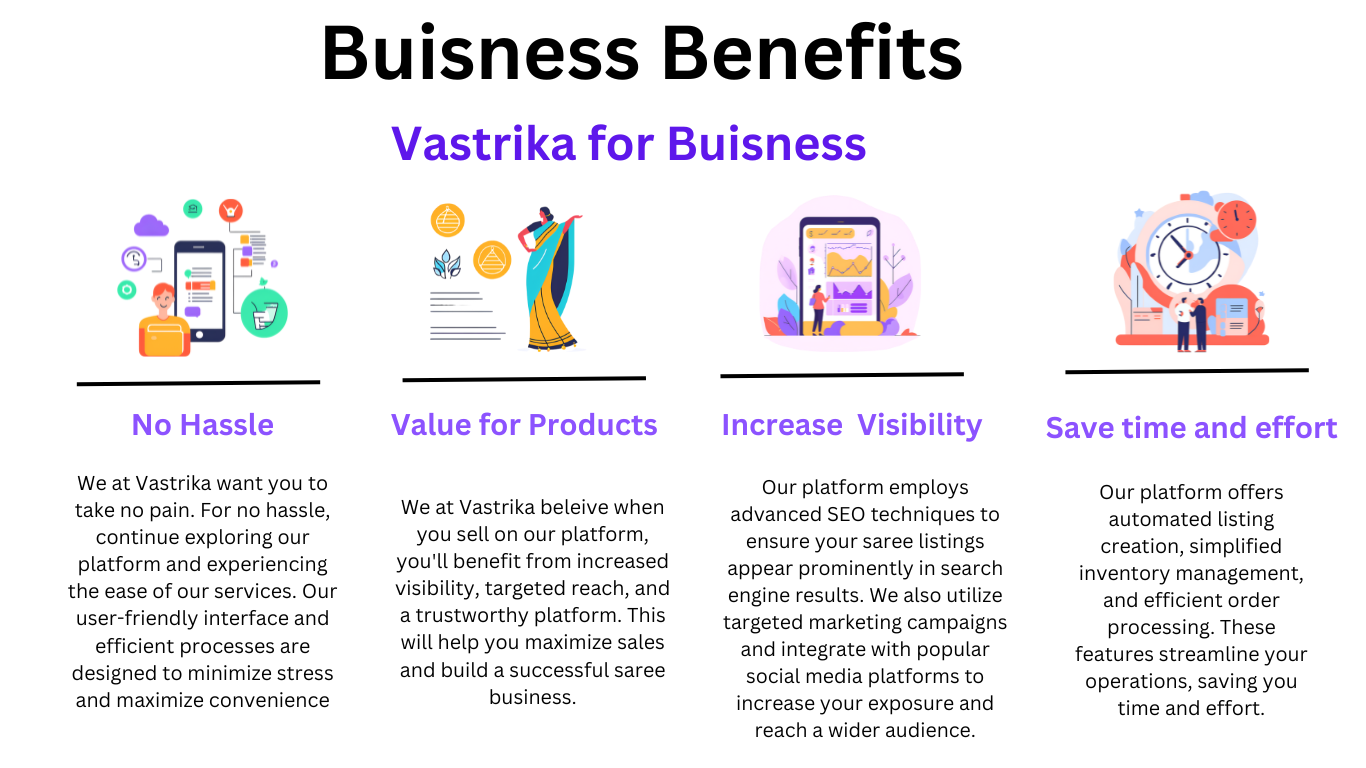 Buisness Benefits
Vastrika for Buisness
No Hassle
We at Vastrika want you to
take no pain. For no hassle,
continue exploring our
platform and experiencing
the ease of our services. Our
user-friendly interface and
efficient processes are
designed to minimize stress
and maximize convenience
Value for Products
We at Vastrika beleive when
you sell on our platform,
you'll benefit from increased
visibility, targeted reach, and
a trustworthy platform. This
will help you maximize sales
and build a successful saree
business.
Increase  Visibility
Our platform employs
advanced SEO techniques to
ensure your saree listings
appear prominently in search
engine results. We also utilize
targeted marketing campaigns
and integrate with popular
social media platforms to
increase your exposure and
reach a wider audience.
Save time and effort
Our platform offers
automated listing
creation, simplified
inventory management,
and efficient order
processing. These
features streamline your
operations, saving you
time and effort.